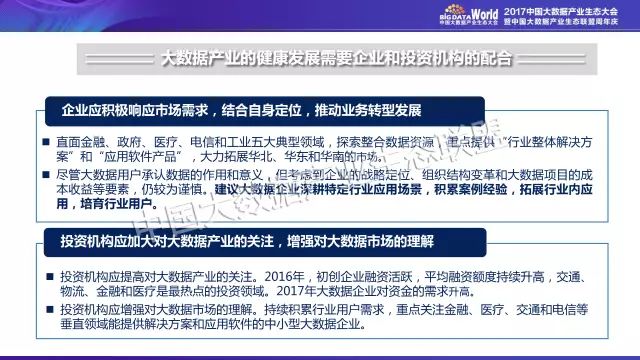 BIG DATA World
中国大数据产业生态大会
2017中国大数据产业生态大会
暨中国大数据产业生态联盟周年庆
大数据产业的健康发展需要企业和投资机构的配合
企业应积极响应市场需求，结合自身定位，推动业务转型发展
■ 直面金融、政府、医疗、电信和工业五大典型领域，探索整合数据资源，重点提供“行业整体解决方
案”和“应用软件产品”，大力拓展华北、华东和华南的市场。
■ 尽管大数据用户承认数据的作用和意义，但考虑到企业的战略定位、组织结构变革和大数据项目的成
本收益等要素，仍较为谨慎。建议大数据企业深耕特定行业应用场景，积累案例经验，拓展行业内应
用，培育行业用户。
中国大数据产业生态联盟
投资机构应加大对大数据产业的关注，增强对大数据市场的理解
■ 投资机构应提高对大数据产业的关注。2016年，初创企业融资活跃，平均融资额度持续升高，交通、
物流、金融和医疗是最热点的投资领域。2017年大数据企业对资金的需求升高。
■ 投资机构应增强对大数据市场的理解。持续积累行业用户需求，重点关注金融、医疗、交通和电信等
垂直领域能提供解决方案和应用软件的中小型大数据企业。